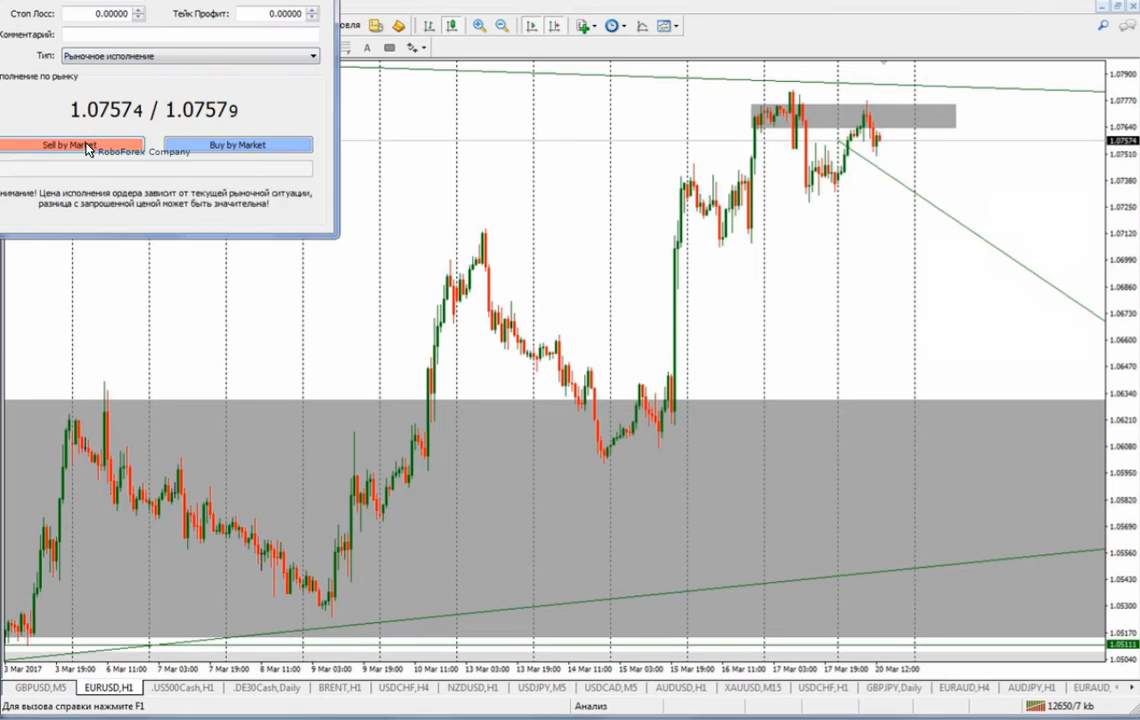 Стоп Лосс: 0.00000 Тейк Профит: 0.00000
Комментарий:
Тип: Рыночное исполнение
1.07574 / 1.07579
Sell by Market Buy by Market
RoboForex Company
нимание! Цена исполнения ордера зависит от текущей рыночной ситуации,
разница с запрошенной ценой может быть значительна!
A
1.07900
1.07770
1.07640
1.07574
1.07510
1.07380
1.07250
1.07120
1.06990
1.06860
1.06730
1.06600
1.06470
1.06340
1.06210
1.06080
1.05950
1.05820
1.05690
1.05560
1.05430
1.05300
1.05170
1.05111
1.05040
3 Mar 2017 3 Mar 19:00 6 Mar 11:00 7 Mar 03:00 7 Mar 19:00 8 Mar 11:00 9 Mar 03:00 9 Mar 19:00 10 Mar 11:00 13 Mar 03:00 13 Mar 19:00 14 Mar 11:00 15 Mar 03:00 15 Mar 19:00 16 Mar 11:00 17 Mar 03:00 17 Mar 19:00 20 Mar 12:00
GBPUSD,M5 EURUSD,H1 .US500Cash,H1 .DE30Cash,Daily BRENT,H1 USDCHF,H4 NZDUSD,H1 USDJPY,M5 USDCAD,M5 AUDUSD,H1 XAUUSD,M15 USDCHF,H1 GBPJPY,Daily EURAUD,H4 AUDJPY,H1 EURAUD,
Для вызова справки нажмите F1 Анализ 12650/7 kb